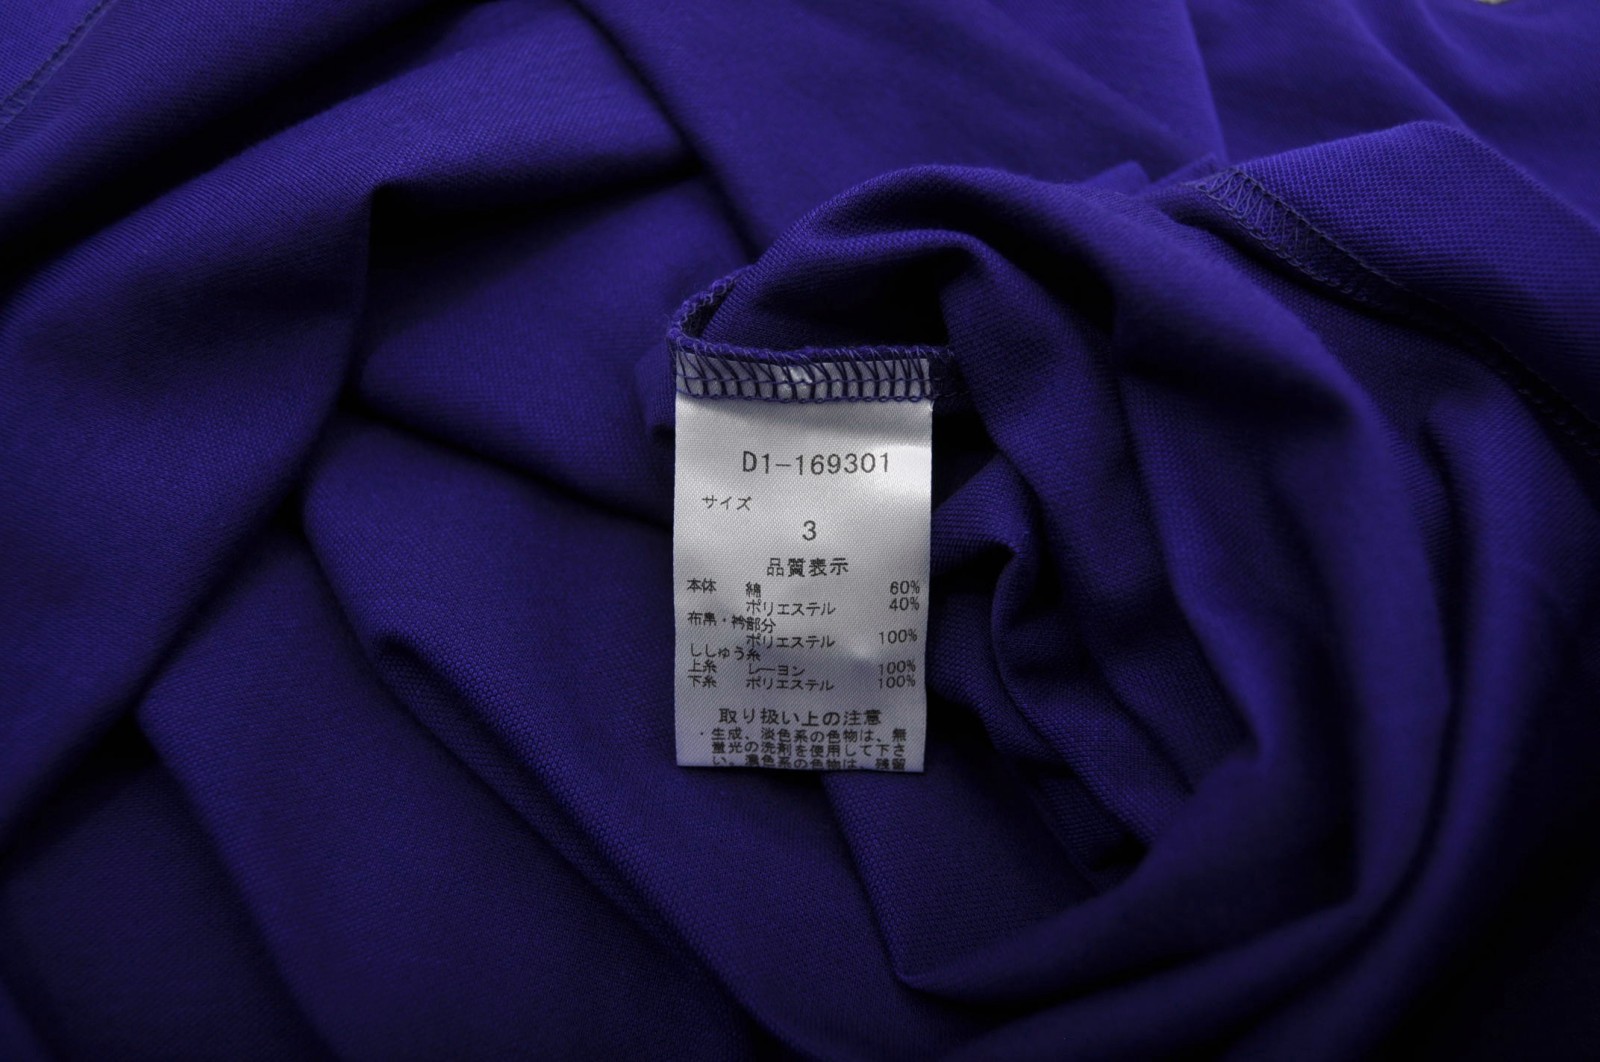 D1-169301
サイズ
3
品質表示
本体 綿 60%
ポリエステル 40%
布帛・衿部分
ポリエステル 100%
ししゅう糸
上糸 レーヨン 100%
下糸 ポリエステル 100%
取り扱い上の注意
・生成、淡色系の色物は、無
蛍光の洗剤を使用して下さ
い。濃色系の色物は、残留